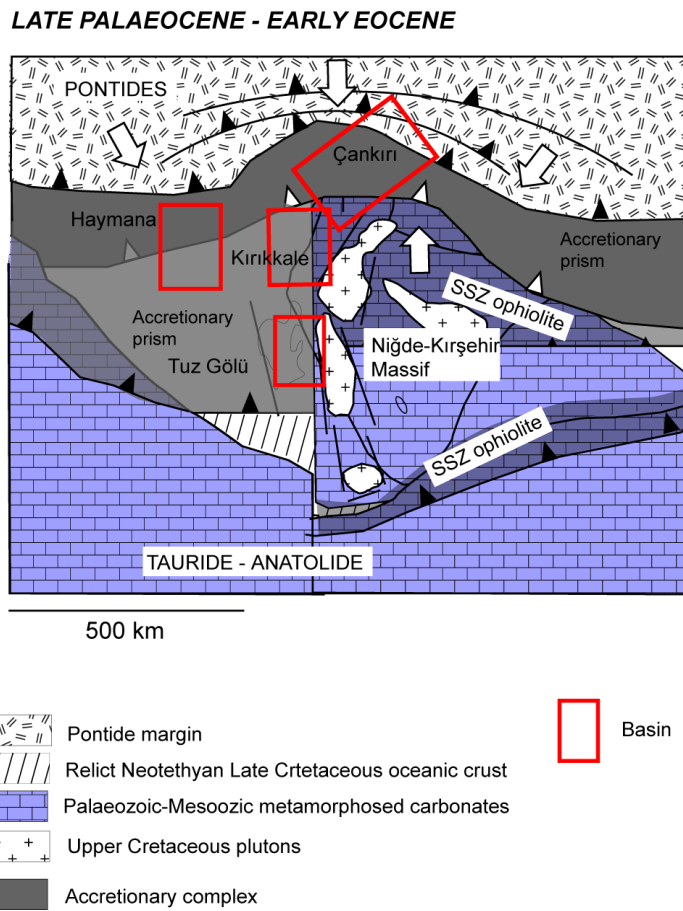 LATE PALAEOCENE - EARLY EOCENE
PONTIDES
Çankırı
Haymana
Kırıkkale
Accretionary
prism
SSZ ophiolite
Accretionary
prism
Tuz Gölü
Niğde-Kırşehir
Massif
SSZ ophiolite
TAURIDE - ANATOLIDE
500 km
Pontide margin
Basin
Relict Neotethyan Late Crtetaceous oceanic crust
Palaeozoic-Mesoozic metamorphosed carbonates
Upper Cretaceous plutons
Accretionary complex